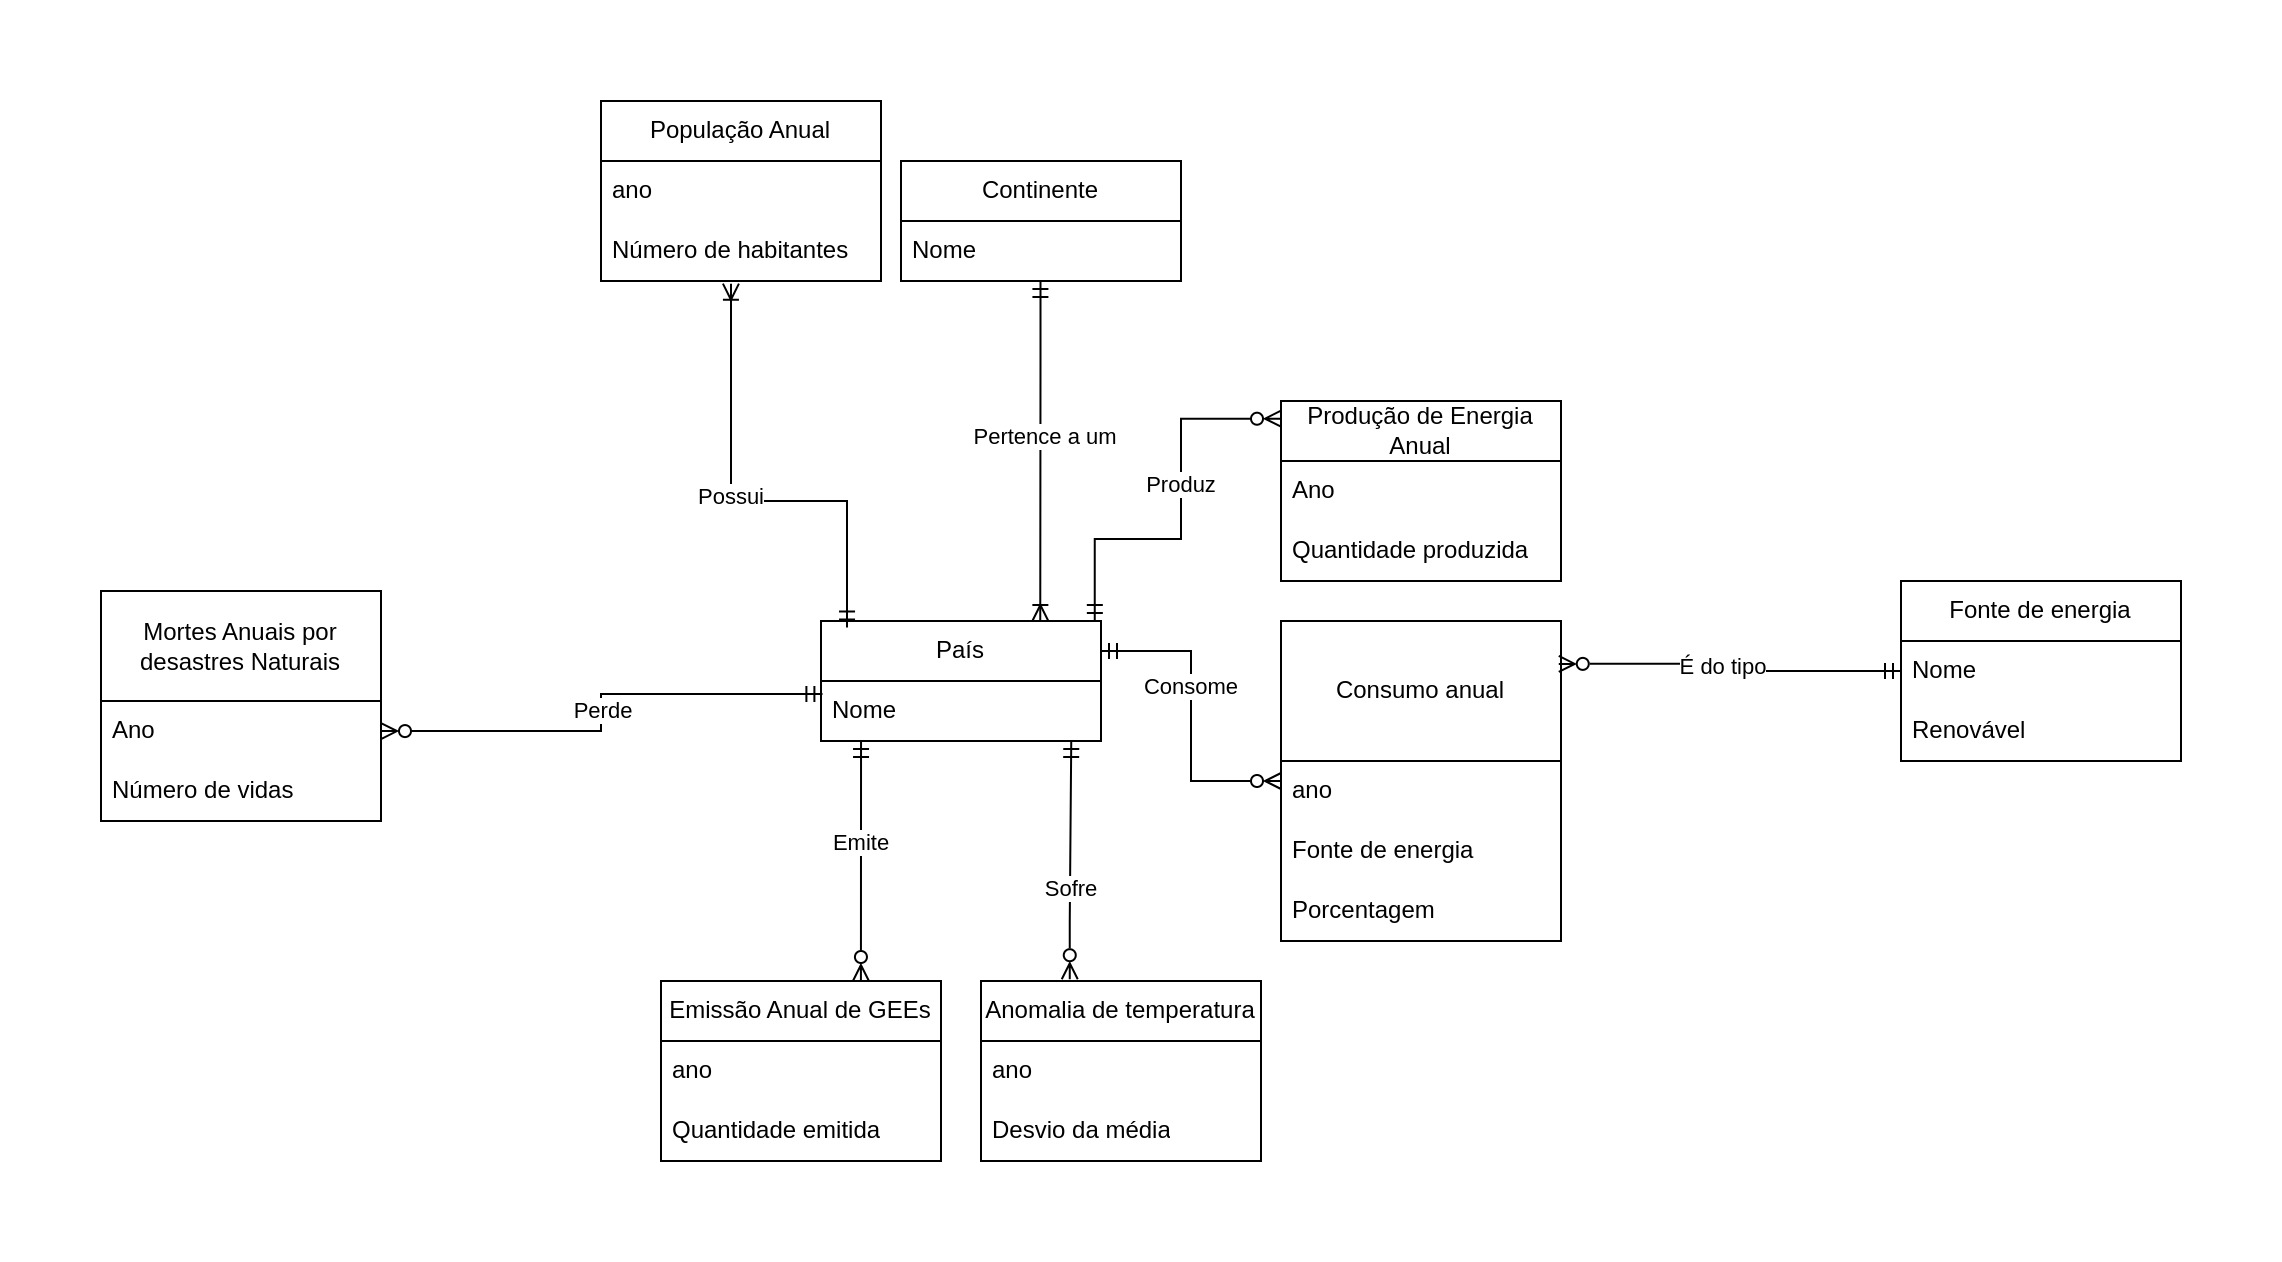 População Anual
ano
Número de habitantes
Continente
Nome
Pertence a um
Possui
Produção de Energia
Anual
Ano
Quantidade produzida
Produz
Mortes Anuais por
desastres Naturais
Ano
Número de vidas
Perde
País
Nome
Consome
Consumo anual
ano
Fonte de energia
Porcentagem
É do tipo
Fonte de energia
Nome
Renovável
Emite
Sofre
Emissão Anual de GEEs
ano
Quantidade emitida
Anomalia de temperatura
ano
Desvio da média